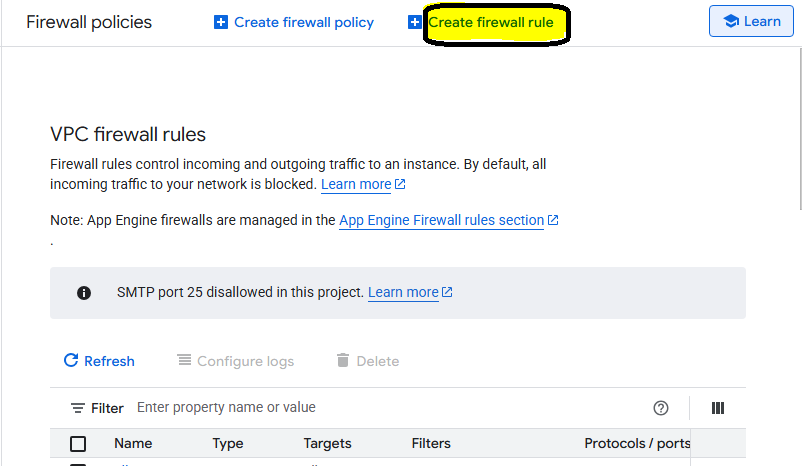 Firewall policies Create firewall policy Create firewall rule Learn
VPC firewall rules
Firewall rules control incoming and outgoing traffic to an instance. By default, all
incoming traffic to your network is blocked. Learn more
Note: App Engine firewalls are managed in the App Engine Firewall rules section
.
SMTP port 25 disallowed in this project. Learn more
Refresh Configure logs Delete
Filter Enter property name or value
Name Type Targets Filters Protocols / ports